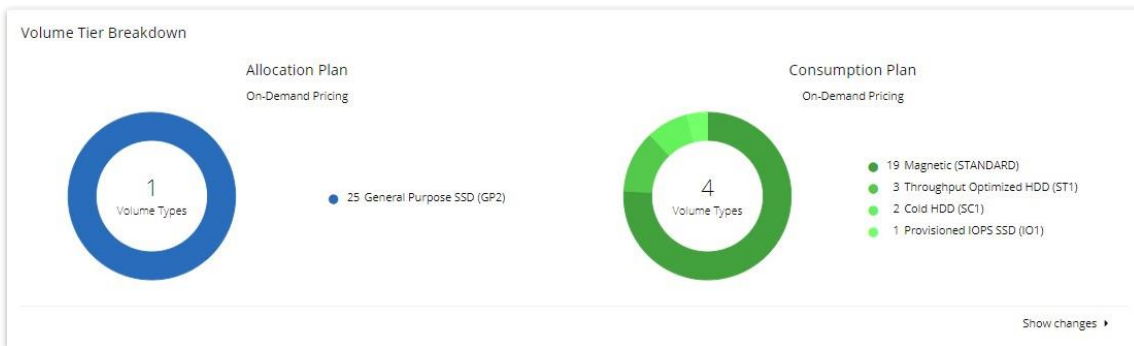 Volume Tier Breakdown
Allocation Plan
On-Demand Pricing
1
Volume Types
25 General Purpose SSD (GP2)
Consumption Plan
On-Demand Pricing
4
Volume Types
19 Magnetic (STANDARD)
3 Throughput Optimized HDD (ST1)
2 Cold HDD (SC1)
1 Provisioned IOPS SSD (IO1)
Show changes